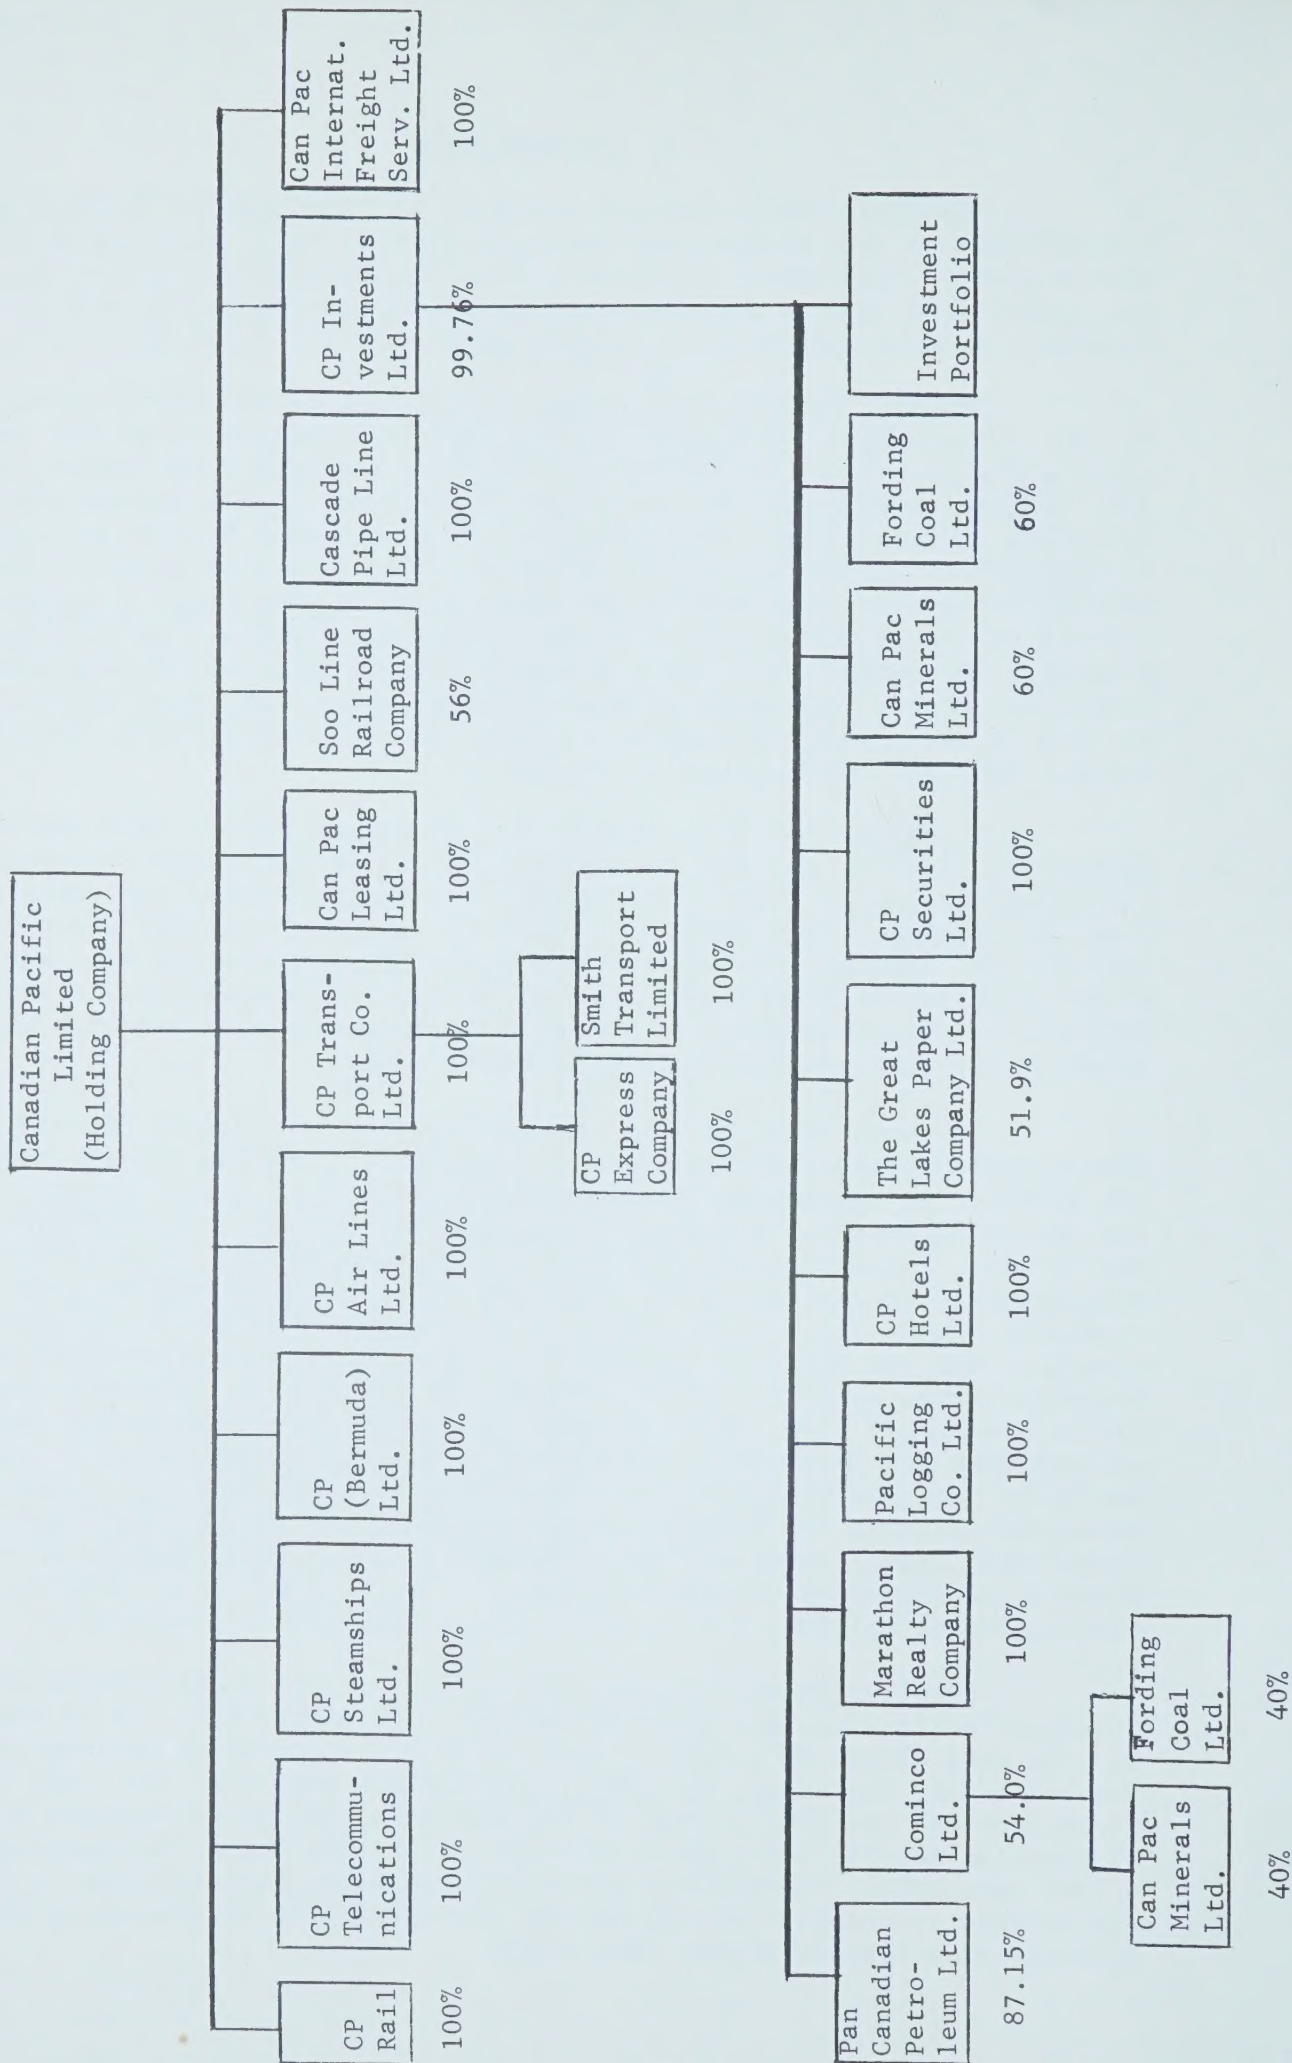 Canadian Pacific
Limited
(Holding Company)
CP
Rail
100%
CP
Telecommu-
nications
100%
CP
Steamships
Ltd.
100%
CP
(Bermuda)
Ltd.
100%
CP
Air Lines
Ltd.
100%
CP Trans-
port Co.
Ltd.
100%
Can Pac
Leasing
Ltd.
100%
Soo Line
Railroad
Company
56%
Cascade
Pipe Line
Ltd.
100%
CP In-
vestments
Ltd.
99.76%
Can Pac
Internat.
Freight
Serv. Ltd.
100%
CP
Express
Company
100%
Smith
Transport
Limited
100%
Pan
Canadian
Petro-
leum Ltd.
87.15%
Cominco
Ltd.
54.0%
Marathon
Realty
Company
100%
Pacific
Logging
Co. Ltd.
100%
CP
Hotels
Ltd.
100%
The Great
Lakes Paper
Company Ltd.
51.9%
CP
Securities
Ltd.
100%
Can Pac
Minerals
Ltd.
60%
Fording
Coal
Ltd.
60%
Investment
Portfolio
Can Pac
Minerals
Ltd.
40%
Fording
Coal
Ltd.
40%